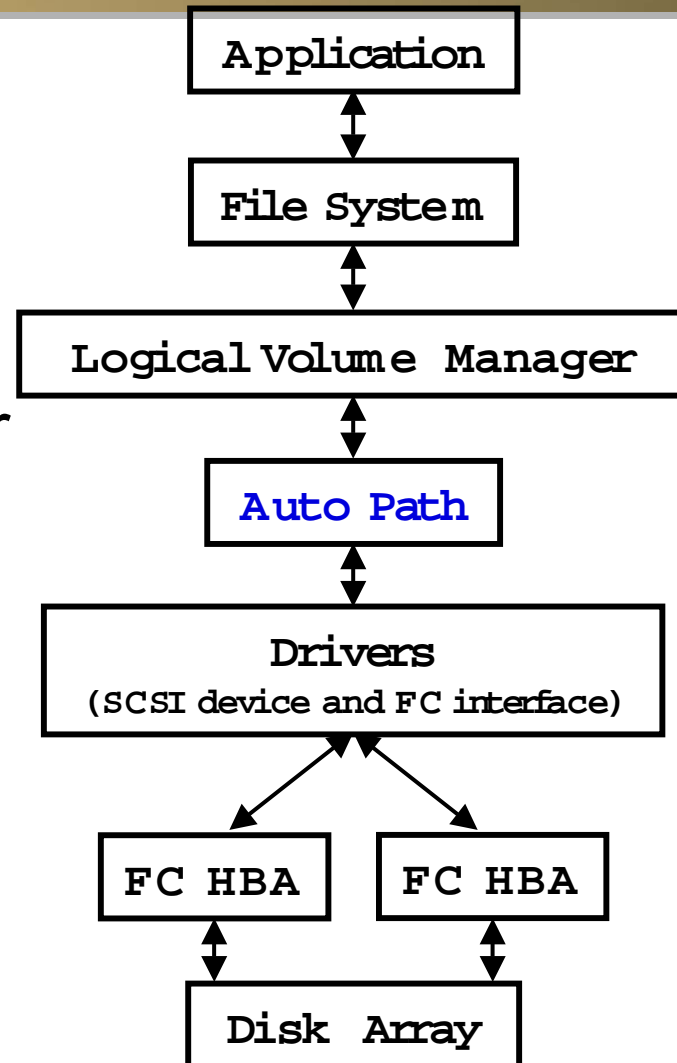 Application
File System
Logical Volume Manager
r
Auto Path
Drivers
(SCSI device and FC interface)
FC HBA
FC HBA
Disk Array